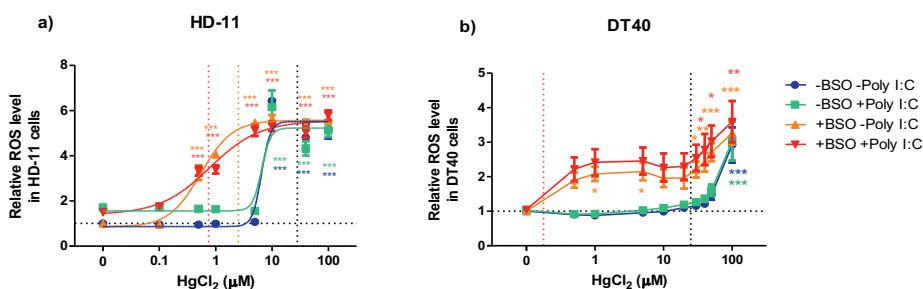 a) HD-11
Relative ROS level
in HD-11 cells
8
6
4
2
0
0 0.1 1 10 100
HgCl₂ (µM)
*** ***
*** ***
*** ***
*** ***
*** ***
*** ***
*** ***
*** ***
b) DT40
Relative ROS level
in DT40 cells
5
4
3
2
1
0
0 1 10 100
HgCl₂ (µM)
-BSO -Poly I:C
-BSO +Poly I:C
+BSO -Poly I:C
+BSO +Poly I:C